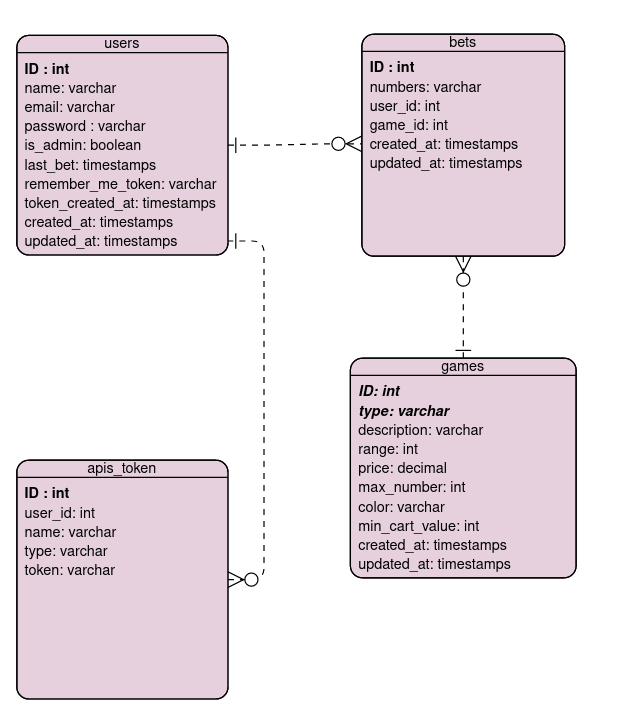 users
ID : int
name: varchar
email: varchar
password : varchar
is_admin: boolean
last_bet: timestamps
remember_me_token: varchar
token_created_at: timestamps
created_at: timestamps
updated_at: timestamps
bets
ID : int
numbers: varchar
user_id: int
game_id: int
created_at: timestamps
updated_at: timestamps
games
ID: int
type: varchar
description: varchar
range: int
price: decimal
max_number: int
color: varchar
min_cart_value: int
created_at: timestamps
updated_at: timestamps
apis_token
ID : int
user_id: int
name: varchar
type: varchar
token: varchar